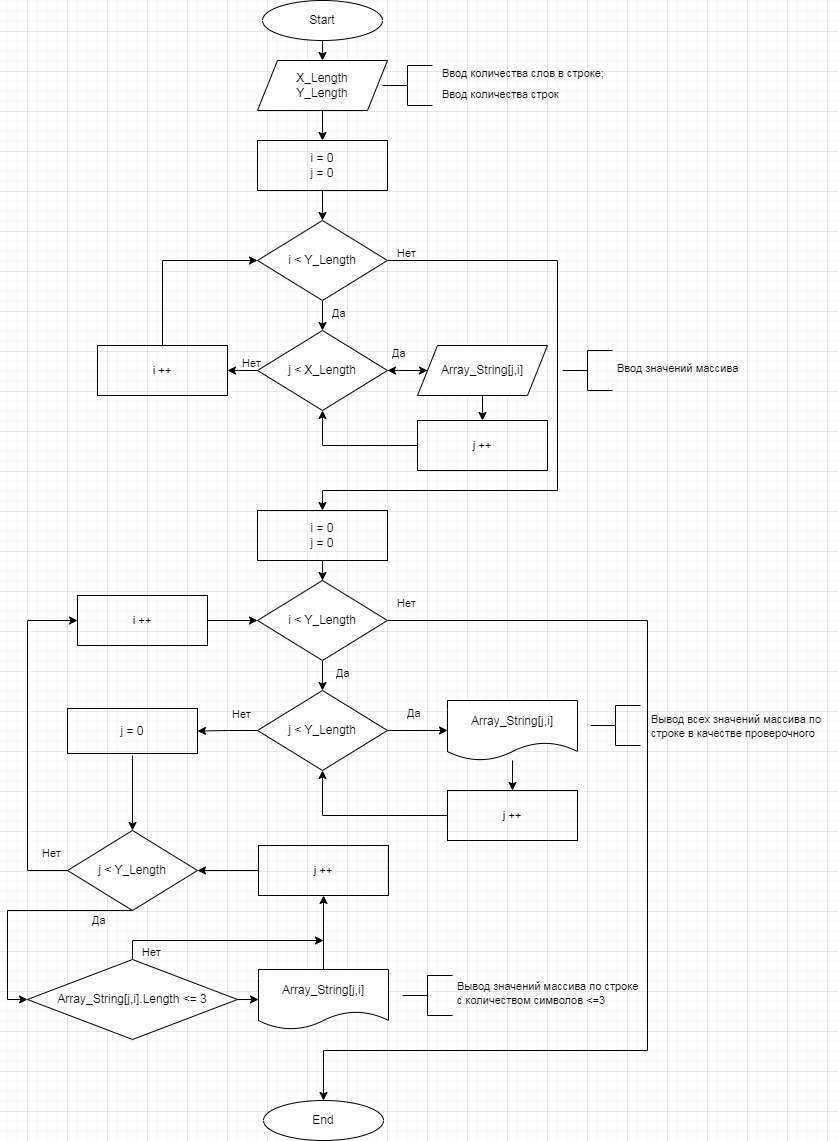 Start
X_Length
Y_Length
Ввод количества слов в строке;
Ввод количества строк
i = 0
j = 0
i < Y_Length
Нет
Да
i ++
Нет
j < X_Length
Да
Array_String[j,i]
Ввод значений массива
j ++
i = 0
j = 0
i ++
i < Y_Length
Нет
Да
j = 0
Нет
j < Y_Length
Да
Array_String[j,i]
Вывод всех значений массива по
строке в качестве проверочного
j ++
Нет
j < Y_Length
Да
j ++
Нет
Array_String[j,i].Length <= 3
Array_String[j,i]
Вывод значений массива по строке
с количеством символов <=3
End